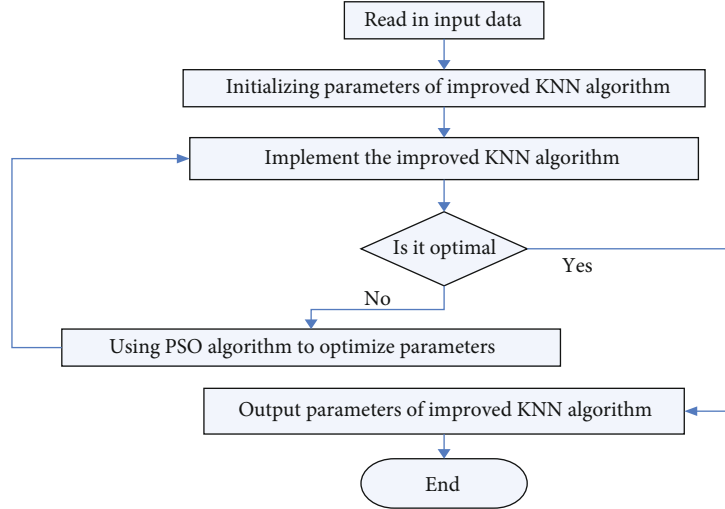 Read in input data
Initializing parameters of improved KNN algorithm
Implement the improved KNN algorithm
Is it optimal
Yes
No
Using PSO algorithm to optimize parameters
Output parameters of improved KNN algorithm
End